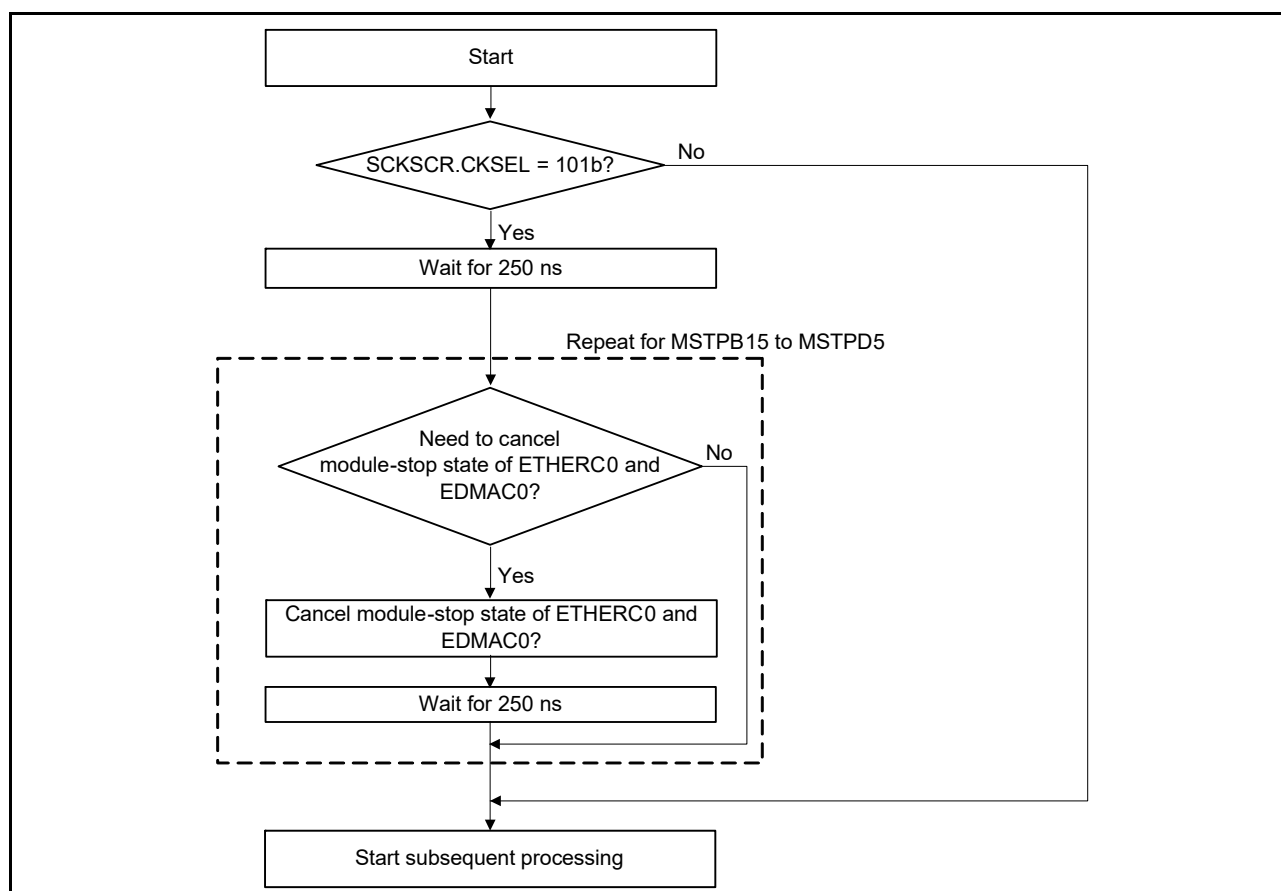 Start
SCKSCR.CKSEL = 101b?
No
Yes
Wait for 250 ns
Repeat for MSTPB15 to MSTPD5
Need to cancel
module-stop state of ETHERC0 and
EDMAC0?
No
Yes
Cancel module-stop state of ETHERC0 and
EDMAC0?
Wait for 250 ns
Start subsequent processing